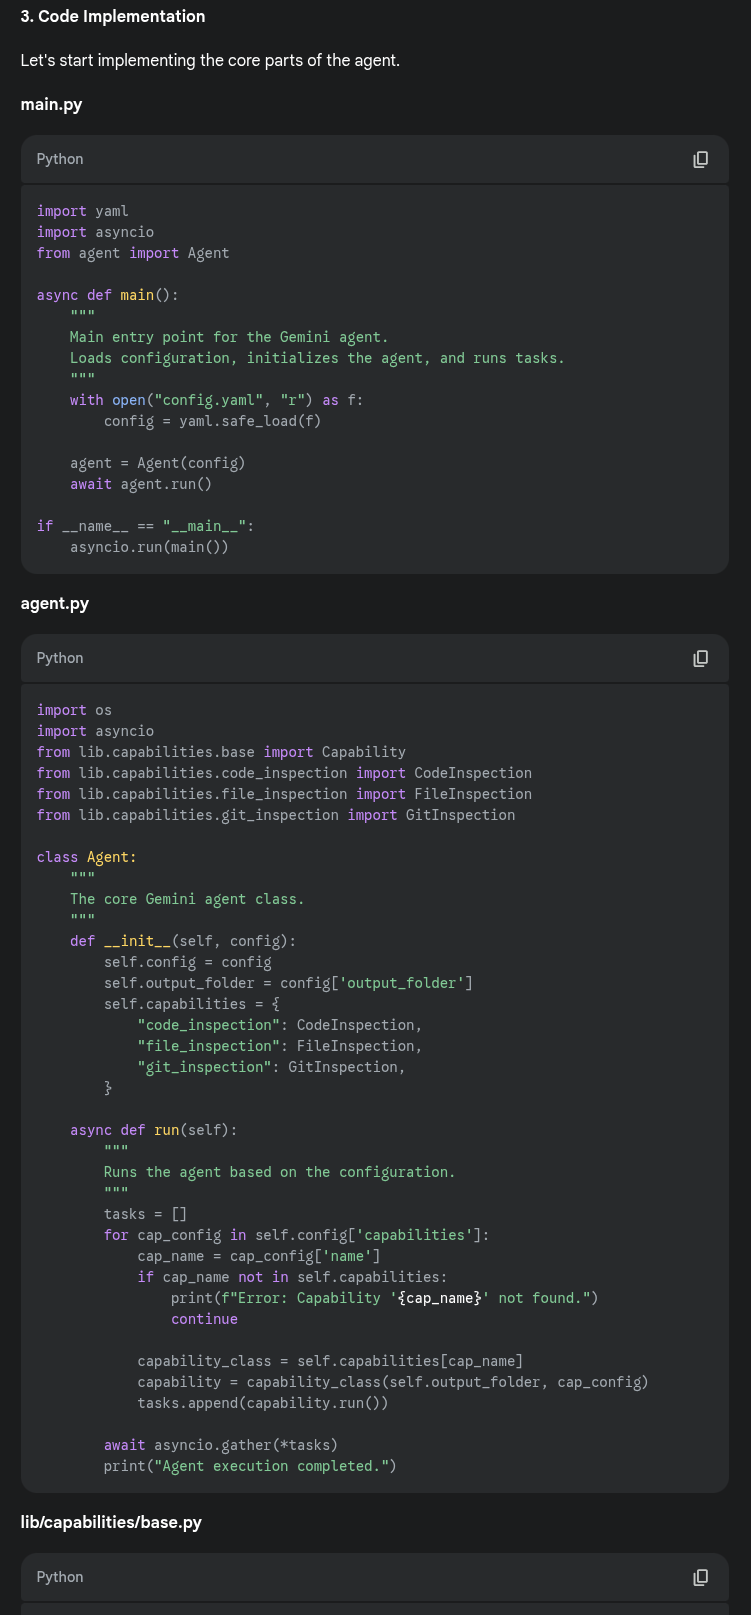 3. Code Implementation
Let's start implementing the core parts of the agent.
main.py
Python
import yaml
import asyncio
from agent import Agent

async def main():
    """
    Main entry point for the Gemini agent.
    Loads configuration, initializes the agent, and runs tasks.
    """
    with open("config.yaml", "r") as f:
        config = yaml.safe_load(f)

    agent = Agent(config)
    await agent.run()

if __name__ == "__main__":
    asyncio.run(main())
agent.py
Python
import os
import asyncio
from lib.capabilities.base import Capability
from lib.capabilities.code_inspection import CodeInspection
from lib.capabilities.file_inspection import FileInspection
from lib.capabilities.git_inspection import GitInspection

class Agent:
    """
    The core Gemini agent class.
    """
    def __init__(self, config):
        self.config = config
        self.output_folder = config['output_folder']
        self.capabilities = {
            "code_inspection": CodeInspection,
            "file_inspection": FileInspection,
            "git_inspection": GitInspection,
        }

    async def run(self):
        """
        Runs the agent based on the configuration.
        """
        tasks = []
        for cap_config in self.config['capabilities']:
            cap_name = cap_config['name']
            if cap_name not in self.capabilities:
                print(f"Error: Capability '{cap_name}' not found.")
                continue

            capability_class = self.capabilities[cap_name]
            capability = capability_class(self.output_folder, cap_config)
            tasks.append(capability.run())

        await asyncio.gather(*tasks)
        print("Agent execution completed.")
lib/capabilities/base.py
Python